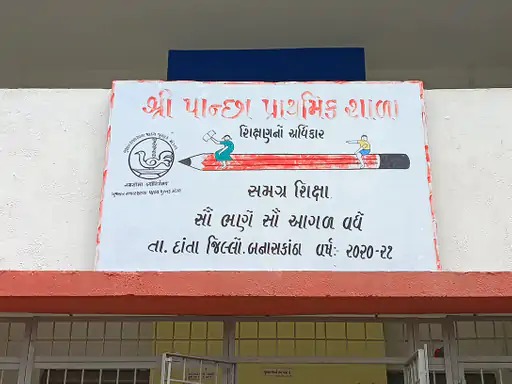 શ્રી પાન્છા પ્રાથમિક શાળા
શિક્ષણનો અધિકાર
સમગ્ર શિક્ષા
સૌ ભણેં સૌ આગળ વધેં
તા. દાંતા જિલ્લો. બનાસકાંઠા વર્ષ:- ૨૦૨૦-૨૧